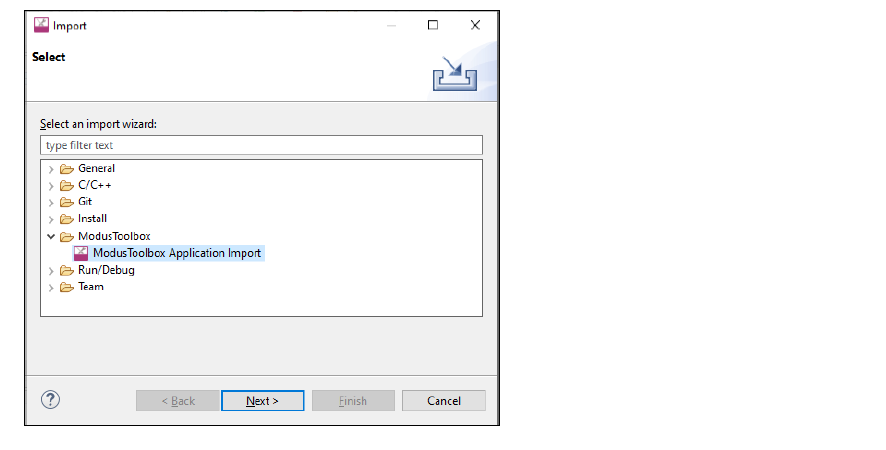 Import
Select
Select an import wizard:
type filter text
General
C/C++
Git
Install
ModusToolbox
ModusToolbox Application Import
Run/Debug
Team
? < Back Next > Finish Cancel